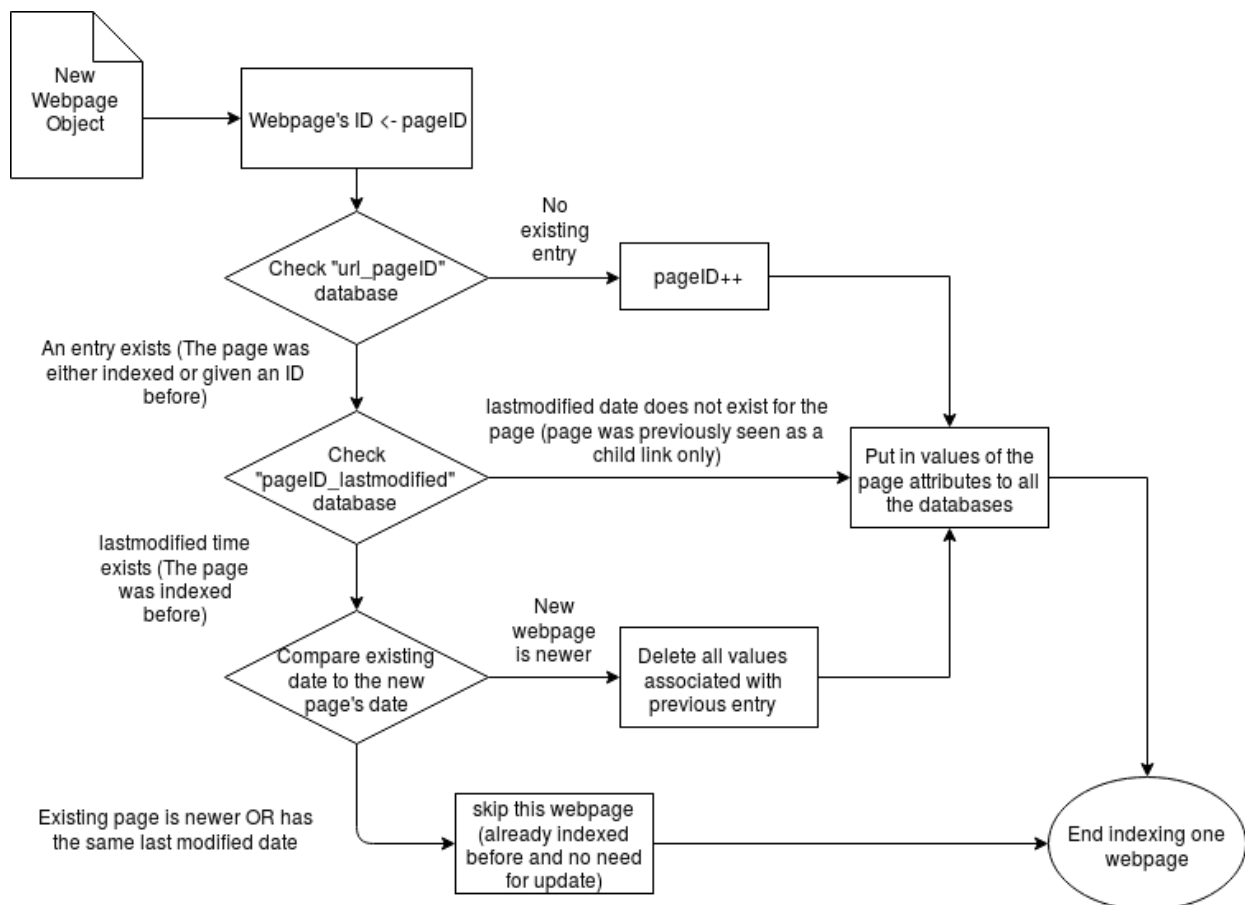 New
Webpage
Object
Webpage's ID <- pageID
No
existing
entry
Check "url_pageID"
database
pageID++
An entry exists (The page was
either indexed or given an ID
before)
lastmodified date does not exist for the
page (page was previously seen as a
child link only)
Check
"pageID_lastmodified"
database
Put in values of the
page attributes to all
the databases
lastmodified time
exists (The page
was indexed
before)
New
webpage
is newer
Compare existing
date to the new
page's date
Delete all values
associated with
previous entry
Existing page is newer OR has
the same last modified date
skip this webpage
(already indexed
before and no need
for update)
End indexing one
webpage